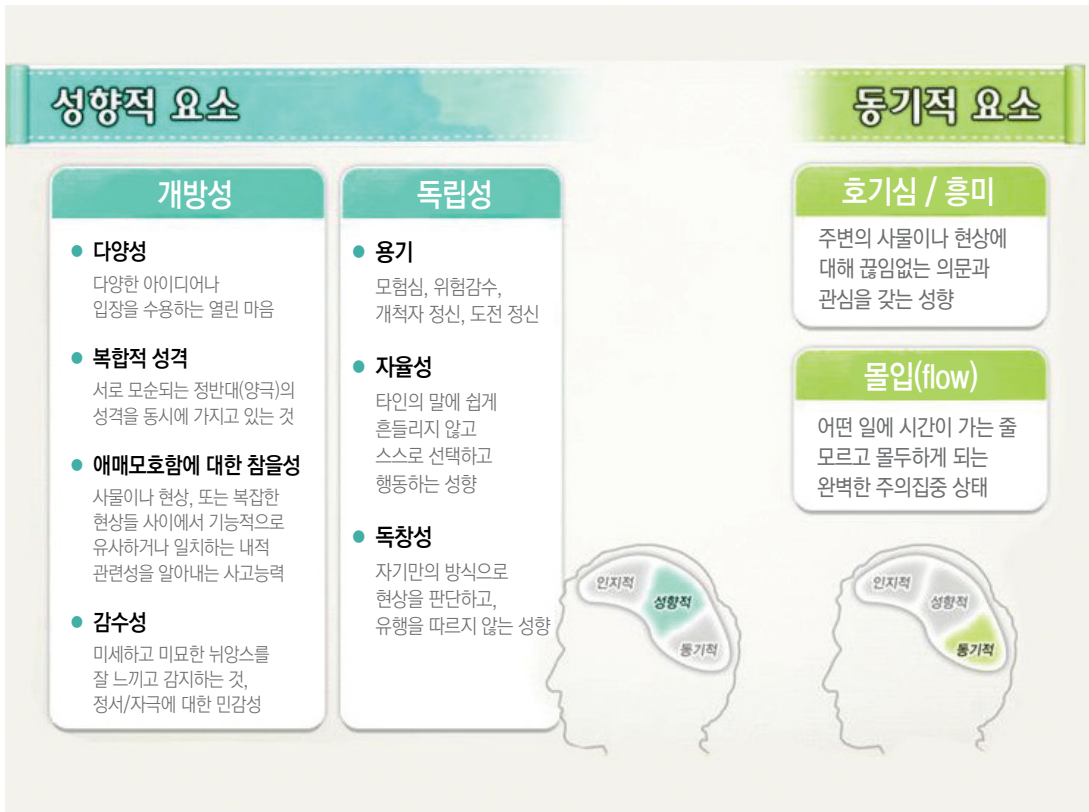 성향적 요소
개방성
● 다양성
다양한 아이디어나
입장을 수용하는 열린 마음
● 복합적 성격
서로 모순되는 정반대(양극)의
성격을 동시에 가지고 있는 것
● 애매모호함에 대한 참을성
사물이나 현상, 또는 복잡한
현상들 사이에서 기능적으로
유사하거나 일치하는 내적
관련성을 알아내는 사고능력
● 감수성
미세하고 미묘한 뉘앙스를
잘 느끼고 감지하는 것,
정서/자극에 대한 민감성
독립성
● 용기
모험심, 위험감수,
개척자 정신, 도전 정신
● 자율성
타인의 말에 쉽게
흔들리지 않고
스스로 선택하고
행동하는 성향
● 독창성
자기만의 방식으로
현상을 판단하고,
유행을 따르지 않는 성향
인지적
성향적
동기적
동기적 요소
호기심 / 흥미
주변의 사물이나 현상에
대해 끊임없는 의문과
관심을 갖는 성향
몰입(flow)
어떤 일에 시간이 가는 줄
모르고 몰두하게 되는
완벽한 주의집중 상태
인지적
성향적
동기적